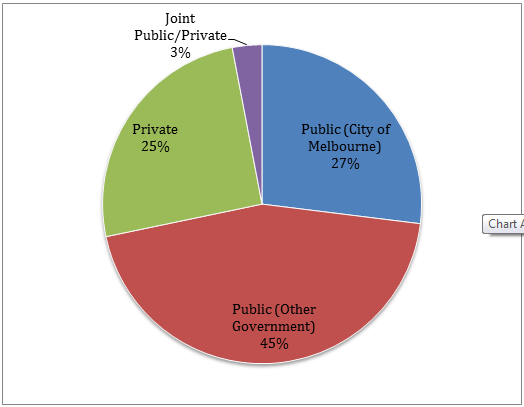 Joint
Public/Private
3%
Private
25%
Public (City of
Melbourne)
27%
Public (Other
Government)
45%
Chart